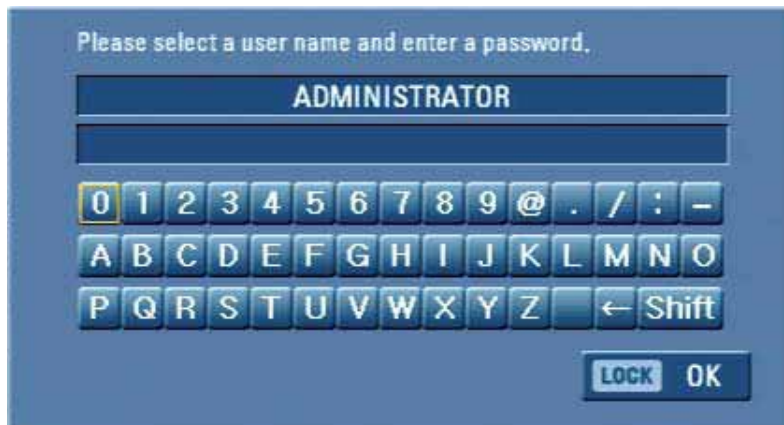 Please select a user name and enter a password.
ADMINISTRATOR
0 1 2 3 4 5 6 7 8 9 @ . / : –
A B C D E F G H I J K L M N O
P Q R S T U V W X Y Z ← Shift
LOCK OK